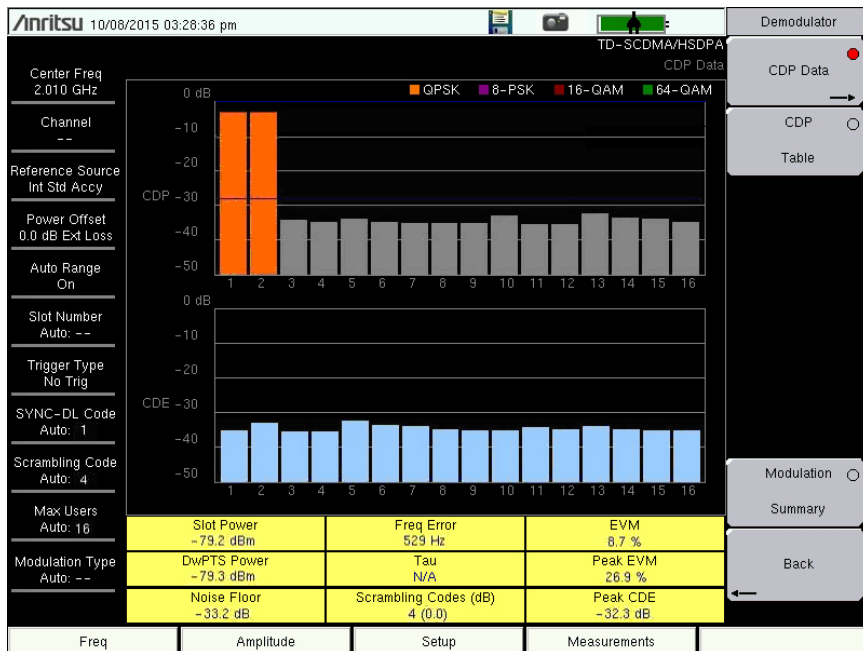 Anritsu 10/08/2015 03:28:36 pm
TD-SCDMA/HSDPA
CDP Data
Center Freq
2.010 GHz
Channel
--
Reference Source
Int Std Accy
Power Offset
0.0 dB Ext Loss
Auto Range
On
Slot Number
Auto: --
Trigger Type
No Trig
SYNC-DL Code
Auto: 1
Scrambling Code
Auto: 4
Max Users
Auto: 16
Modulation Type
Auto: --
QPSK 8-PSK 16-QAM 64-QAM
0 dB
-10
-20
CDP -30
-40
-50
1 2 3 4 5 6 7 8 9 10 11 12 13 14 15 16
0 dB
-10
-20
CDE -30
-40
-50
1 2 3 4 5 6 7 8 9 10 11 12 13 14 15 16
Slot Power
-79.2 dBm
Freq Error
529 Hz
EVM
8.7 %
DwPTS Power
-79.3 dBm
Tau
N/A
Peak EVM
26.9 %
Noise Floor
-33.2 dB
Scrambling Codes (dB)
4 (0.0)
Peak CDE
-32.3 dB
Demodulator
CDP Data
CDP
Table
Modulation
Summary
Back
Freq Amplitude Setup Measurements